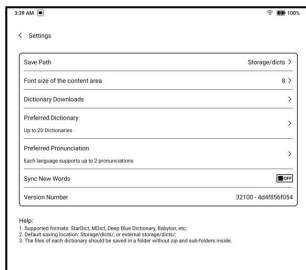 3:39 AM 100%
Settings
Save Path Storage/dicts
Font size of the content area 8
Dictionary Downloads
Preferred Dictionary
Up to 20 Dictionaries
Preferred Pronunciation
Each language supports up to 2 pronunciations
Sync New Words OFF
Version Number 32100 - 4d4f856f054
Help:
1. Supported formats: StarDict, MDict, Deep Blue Dictionary, Babylon, etc;
2. Default saving location: Storage/dicts/, or external storage/dicts/;
3. The files of each dictionary should be saved in a folder without zip and sub-folders inside.